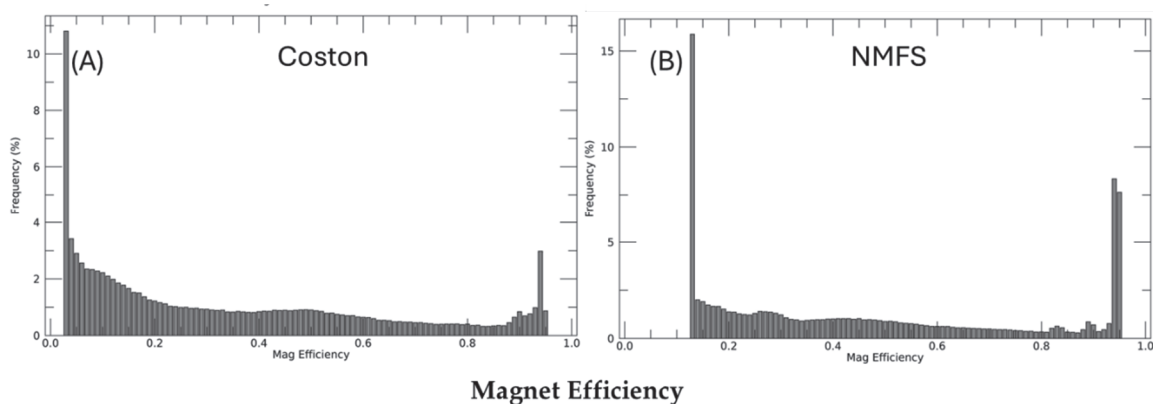 (A) Coston
10
8
6
4
2
0
Frequency (%)
0.0 0.2 0.4 0.6 0.8 1.0
Mag Efficiency
(B) NMFS
15
10
5
0
Frequency (%)
0.0 0.2 0.4 0.6 0.8 1.0
Mag Efficiency
Magnet Efficiency